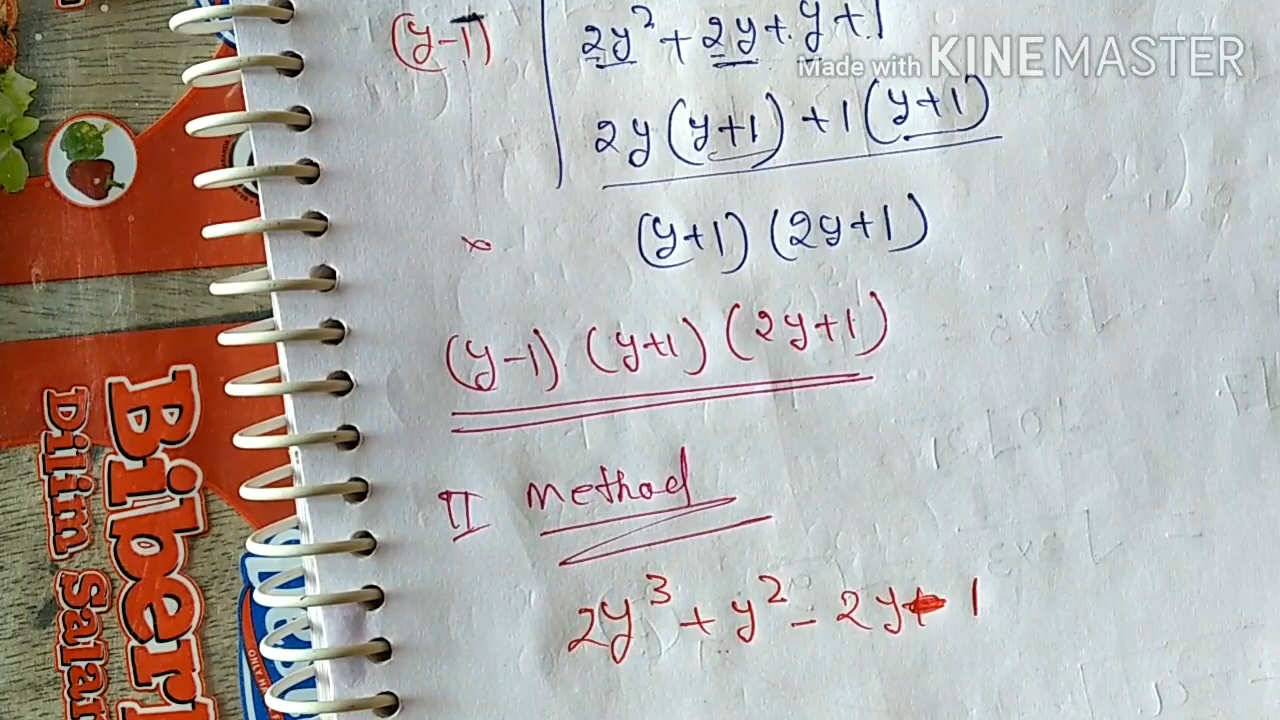 (y-1) | 2y² + 2y + y + 1
Made with KINEMASTER
2y(y+1) + 1(y+1)
(y+1) (2y+1)
(y-1) (y+1) (2y+1)
II Method
2y³ + y² - 2y - 1
Biber
Dilim Salam